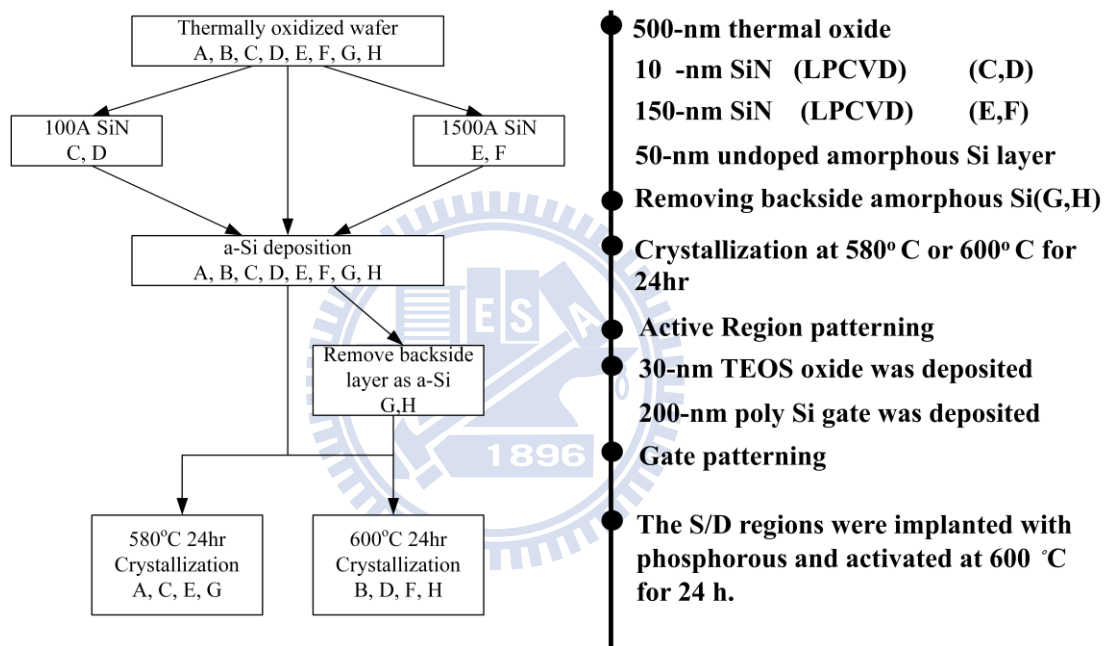 Thermally oxidized wafer
A, B, C, D, E, F, G, H
100A SiN
C, D
1500A SiN
E, F
a-Si deposition
A, B, C, D, E, F, G, H
Remove backside
layer as a-Si
G,H
580°C 24hr
Crystallization
A, C, E, G
600°C 24hr
Crystallization
B, D, F, H
ESA
1896
500-nm thermal oxide
10 -nm SiN (LPCVD) (C,D)
150-nm SiN (LPCVD) (E,F)
50-nm undoped amorphous Si layer
Removing backside amorphous Si(G,H)
Crystallization at 580° C or 600° C for
24hr
Active Region patterning
30-nm TEOS oxide was deposited
200-nm poly Si gate was deposited
Gate patterning
The S/D regions were implanted with
phosphorous and activated at 600 °C
for 24 h.